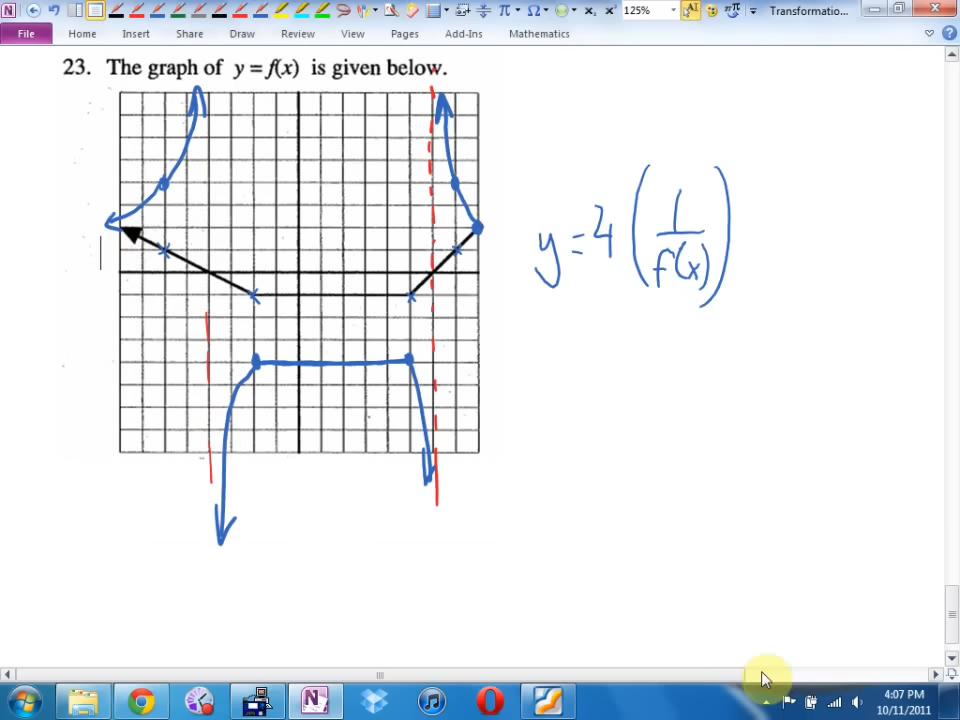 125%
Transformatio...
File Home Insert Share Draw Review View Pages Add-Ins Mathematics
23. The graph of y = f(x) is given below.
y = 4 (1/f(x))
4:07 PM
10/11/2011